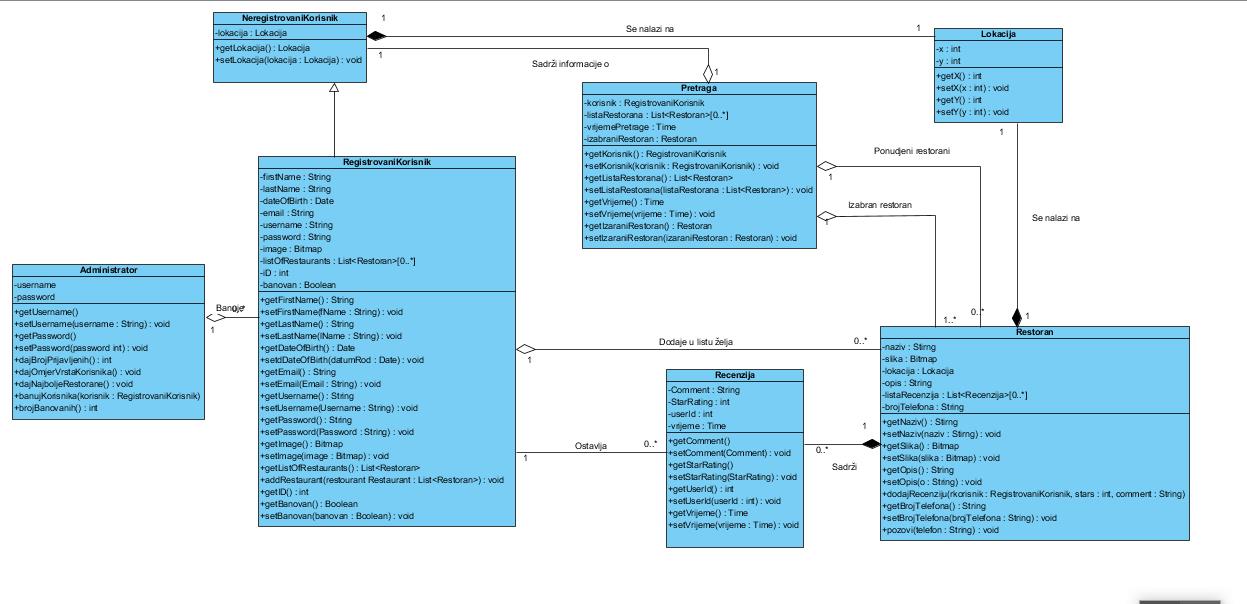 NeregistrovaniKorisnik
-lokacija : Lokacija
+getLokacija() : Lokacija
+setLokacija(lokacija : Lokacija) : void
1
1
Se nalazi na
1
Sadrži informacije o
1
Lokacija
-x : int
-y : int
+getX() : int
+setX(x : int) : void
+getY() : int
+setY(y : int) : void
1
Se nalazi na
1
Pretraga
-korisnik : RegistrovaniKorisnik
-listaRestorana : List<Restoran>[0..*]
-vrijemePretrage : Time
-izabraniRestoran : Restoran
+getKorisnik() : RegistrovaniKorisnik
+setKorisnik(korisnik : RegistrovaniKorisnik) : void
+getListaRestorana() : List<Restoran>
+setListaRestorana(listaRestorana : List<Restoran>) : void
+getVrijeme() : Time
+setVrijeme(vrijeme : Time) : void
+getIzaraniRestoran() : Restoran
+setIzaraniRestoran(izaraniRestoran : Restoran) : void
Ponudjeni restorani
1
0..*
Izabran restoran
1
1..*
RegistrovaniKorisnik
-firstName : String
-lastName : String
-dateOfBirth : Date
-email : String
-username : String
-password : String
-image : Bitmap
-listOfRestaurants : List<Restoran>[0..*]
-iD : int
-banovan : Boolean
+getFirstName() : String
+setFirstName(fName : String) : void
+getLastName() : String
+setLastName(lName : String) : void
+getDateOfBirth() : Date
+setdDateOfBirth(datumRod : Date) : void
+getEmail() : String
+setEmail(Email : String) : void
+getUsername() : String
+setUsername(Username : String) : void
+getPassword() : String
+setPassword(Password : String) : void
+getImage() : Bitmap
+setImage(image : Bitmap) : void
+getListOfRestaurants() : List<Restoran>
+addRestaurant(restourant Restaurant : List<Restoran>) : void
+getID() : int
+getBanovan() : Boolean
+setBanovan(banovan : Boolean) : void
Administrator
-username
-password
+getUsername()
+setUsername(username : String) : void
+getPassword()
+setPassword(password int) : void
+dajBrojPrijavljenih() : int
+dajOmjerVrstaKorisnika() : void
+dajNajboljeRestorane() : void
+banujKorisnika(korisnik : RegistrovaniKorisnik)
+brojBanovanih() : int
Banuje
0..*
1
Dodaje u listu želja
1
0..*
Ostavlja
1
0..*
Recenzija
-Comment : String
-StarRating : int
-userId : int
-vrijeme : Time
+getComment()
+setComment(Comment) : void
+getStarRating()
+setStarRating(StarRating) : void
+getUserId() : int
+setUserId(userId : int) : void
+getVrijeme() : Time
+setVrijeme(vrijeme : Time) : void
1
0..*
Sadrži
Restoran
-naziv : Stirng
-slika : Bitmap
-lokacija : Lokacija
-opis : String
-listaRecenzija : List<Recenzija>[0..*]
-brojTelefona : String
+getNaziv() : Stirng
+setNaziv(naziv : Stirng) : void
+getSlika() : Bitmap
+setSlika(slika : Bitmap) : void
+getOpis() : String
+setOpis(o : String) : void
+dodajRecenziju(rkorisnik : RegistrovaniKorisnik, stars : int, comment : String)
+getBrojTelefona() : String
+setBrojTelefona(brojTelefona : String) : void
+pozovi(telefon : String) : void